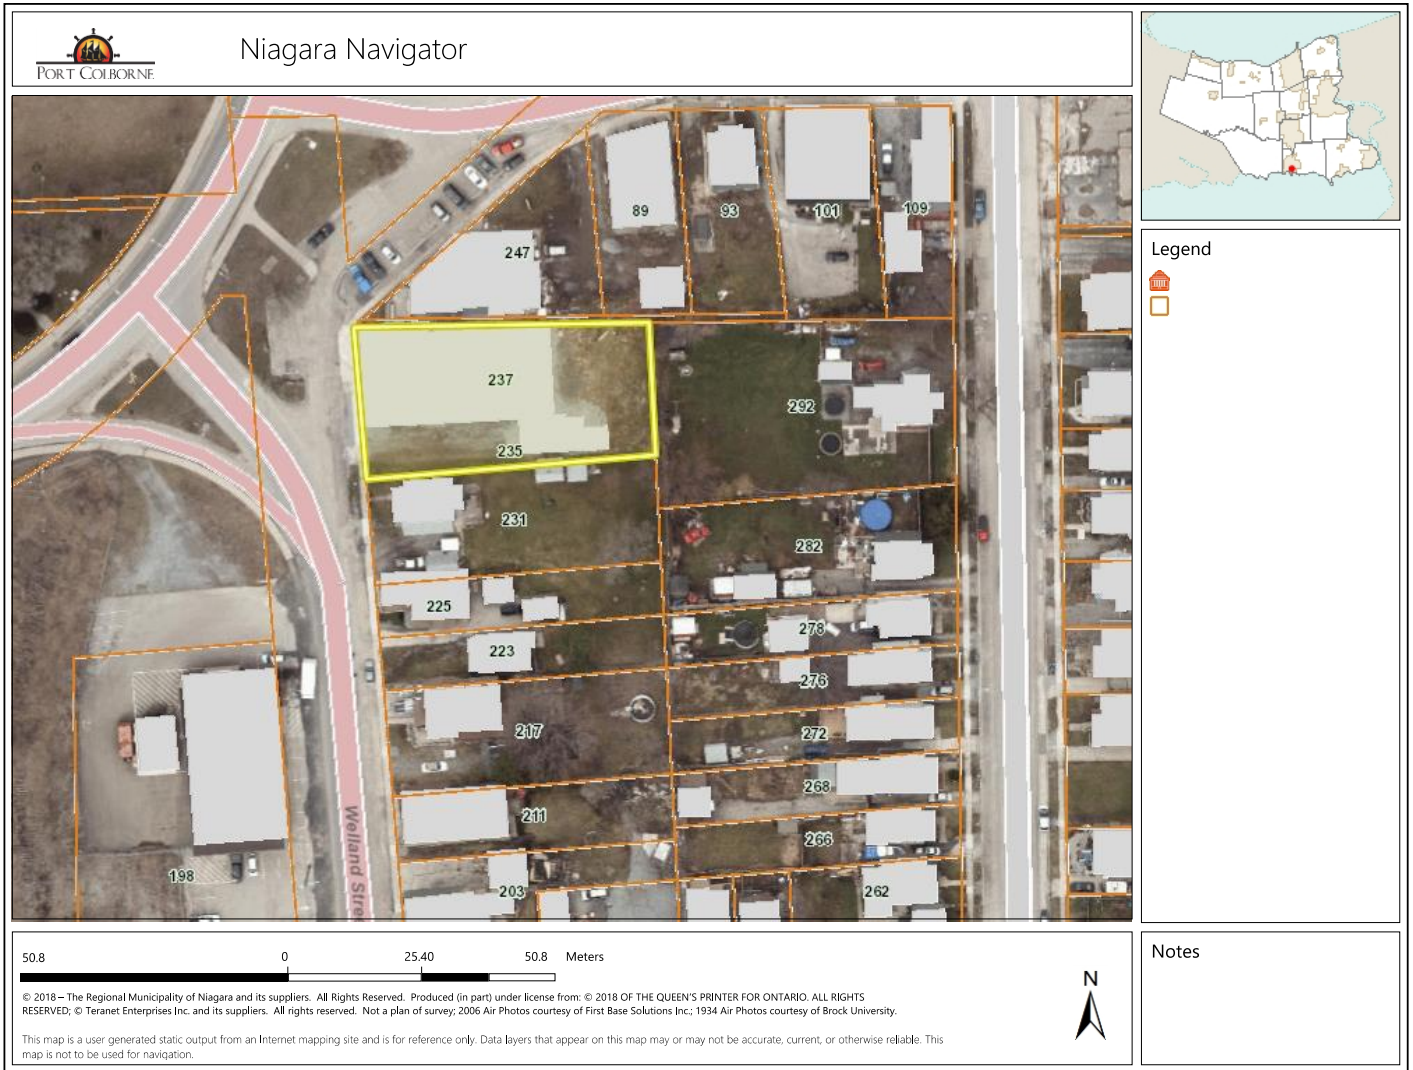 PORT COLBORNE
Niagara Navigator
89
93
101
109
247
237
292
235
231
282
225
278
223
276
217
272
268
211
266
198
203
262
Welland Stre
Legend
50.8 0 25.40 50.8 Meters
N
© 2018 – The Regional Municipality of Niagara and its suppliers. All Rights Reserved. Produced (in part) under license from: © 2018 OF THE QUEEN'S PRINTER FOR ONTARIO. ALL RIGHTS
RESERVED; © Teranet Enterprises Inc. and its suppliers. All rights reserved. Not a plan of survey; 2006 Air Photos courtesy of First Base Solutions Inc.; 1934 Air Photos courtesy of Brock University.
This map is a user generated static output from an Internet mapping site and is for reference only. Data layers that appear on this map may or may not be accurate, current, or otherwise reliable. This
map is not to be used for navigation.
Notes